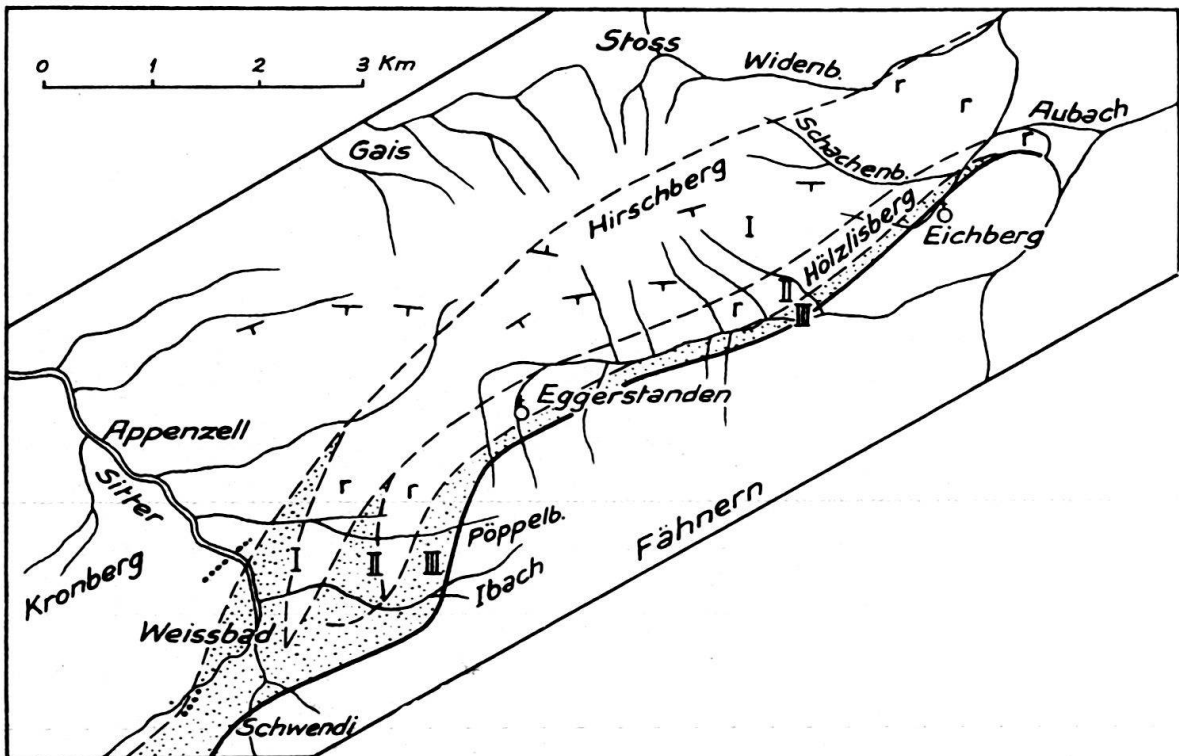 0 1 2 3 Km
Stoss
Widenb.
Gais
r
r
Aubach
r
Schachenb.
Hirschberg
I
Hölzlisberg
Eichberg
II
r
III
Eggerstanden
Appenzell
Sitter
r
r
Fähnern
Pöppelb.
Kronberg
I
II
III
Ibach
Weissbad
Schwendi